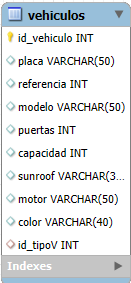 vehiculos
id_vehiculo INT
placa VARCHAR(50)
referencia INT
modelo VARCHAR(50)
puertas INT
capacidad INT
sunroof VARCHAR(3...
motor VARCHAR(50)
color VARCHAR(40)
id_tipoV INT
Indexes